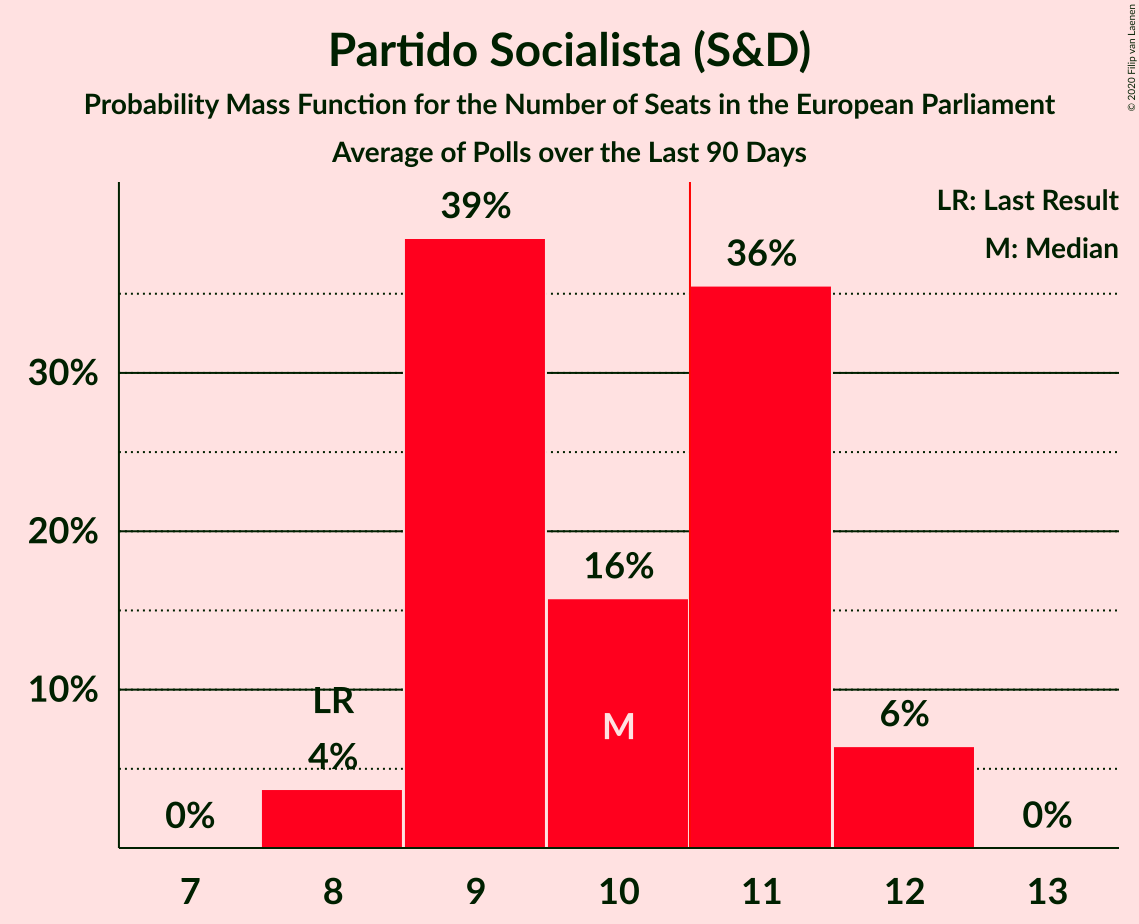 Partido Socialista (S&D)
Probability Mass Function for the Number of Seats in the European Parliament
Average of Polls over the Last 90 Days
© 2020 Filip van Laenen
LR: Last Result
M: Median
39%
36%
30%
20%
16%
10%
LR
M
6%
4%
0%
0%
7 8 9 10 11 12 13